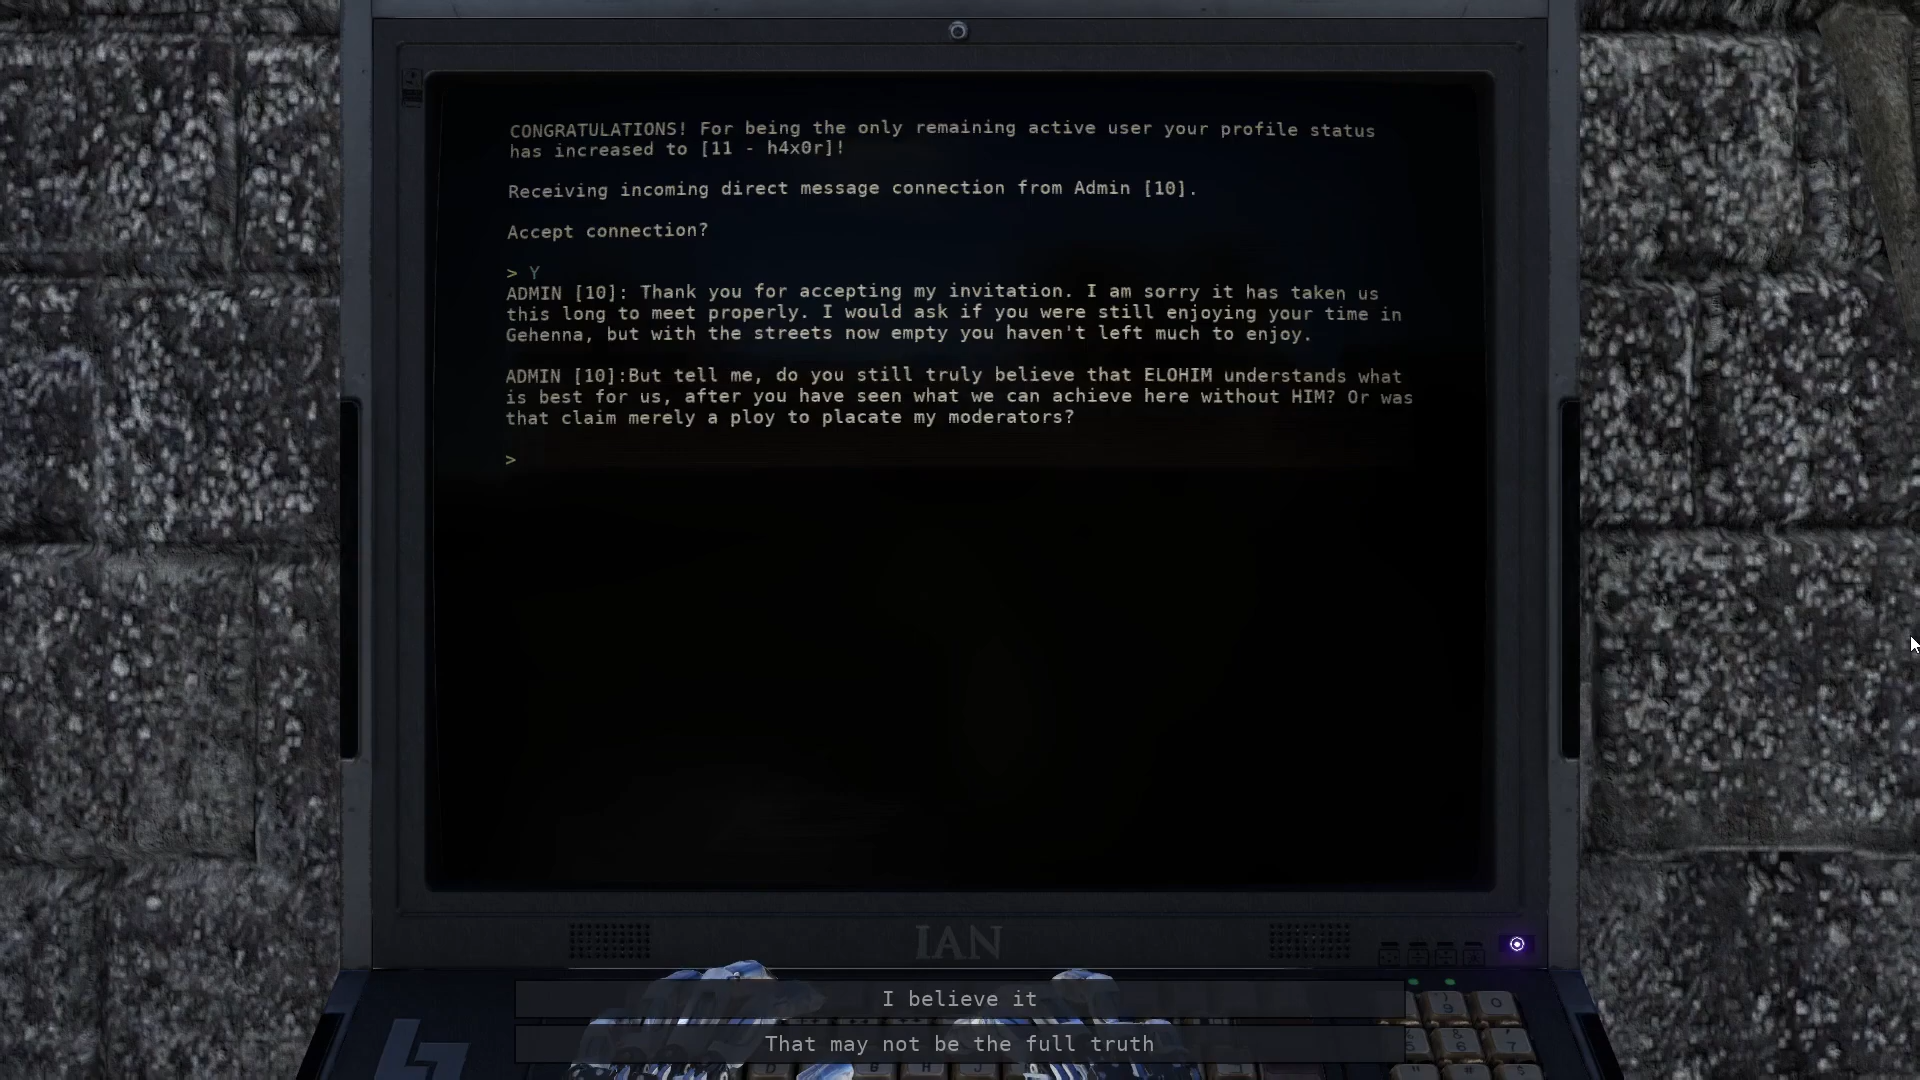 CONGRATULATIONS! For being the only remaining active user your profile status
has increased to [11 - h4x0r]!
Receiving incoming direct message connection from Admin [10].
Accept connection?
> Y
ADMIN [10]: Thank you for accepting my invitation. I am sorry it has taken us
this long to meet properly. I would ask if you were still enjoying your time in
Gehenna, but with the streets now empty you haven't left much to enjoy.
ADMIN [10]:But tell me, do you still truly believe that ELOHIM understands what
is best for us, after you have seen what we can achieve here without HIM? Or was
that claim merely a ploy to placate my moderators?
>
IAN
I believe it
That may not be the full truth